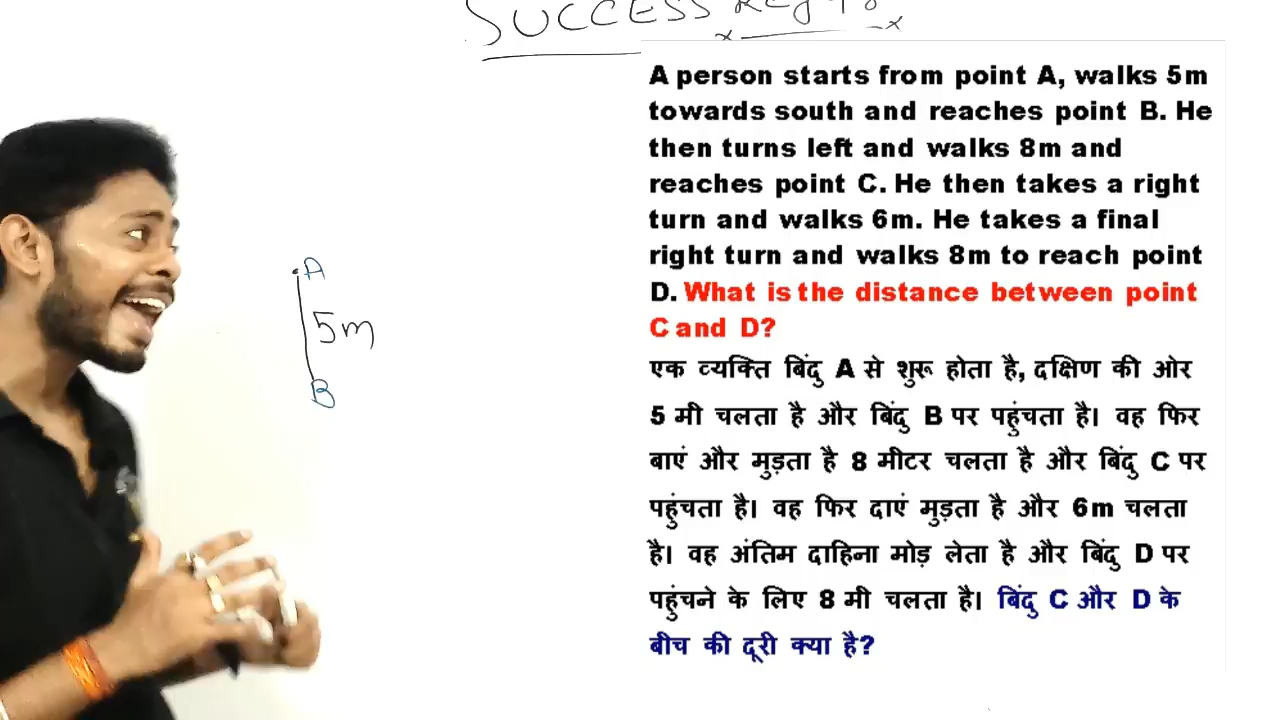 SUCCESS
A person starts from point A, walks 5m
towards south and reaches point B. He
then turns left and walks 8m and
reaches point C. He then takes a right
turn and walks 6m. He takes a final
right turn and walks 8m to reach point
D. What is the distance between point
C and D?
एक व्यक्ति बिंदु A से शुरू होता है, दक्षिण की ओर
5 मी चलता है और बिंदु B पर पहुंचता है। वह फिर
बाएं और मुड़ता है 8 मीटर चलता है और बिंदु C पर
पहुंचता है। वह फिर दाएं मुड़ता है और 6m चलता
है। वह अंतिम दाहिना मोड़ लेता है और बिंदु D पर
पहुंचने के लिए 8 मी चलता है। बिंदु C और D के
बीच की दूरी क्या है?
A
5m
B